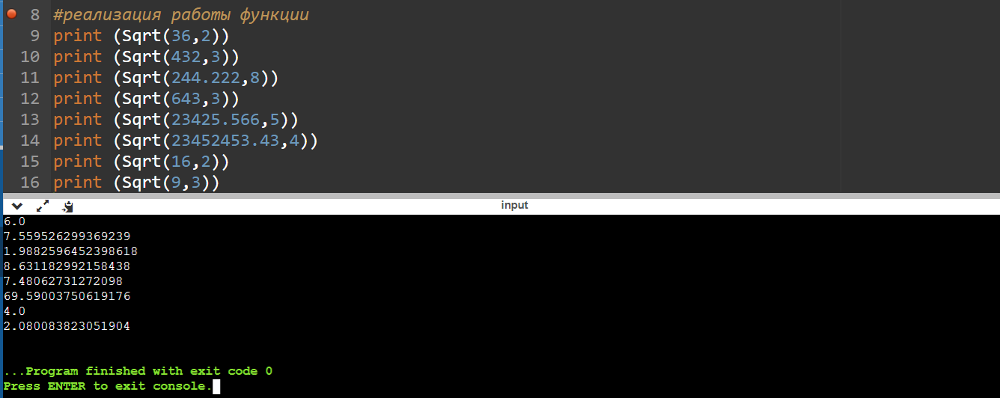 8 #реализация работы функции
9 print (Sqrt(36,2))
10 print (Sqrt(432,3))
11 print (Sqrt(244.222,8))
12 print (Sqrt(643,3))
13 print (Sqrt(23425.566,5))
14 print (Sqrt(23452453.43,4))
15 print (Sqrt(16,2))
16 print (Sqrt(9,3))
input
6.0
7.559526299369239
1.9882596452398618
8.631182992158438
7.48062731272098
69.59003750619176
4.0
2.080083823051904
...Program finished with exit code 0
Press ENTER to exit console.